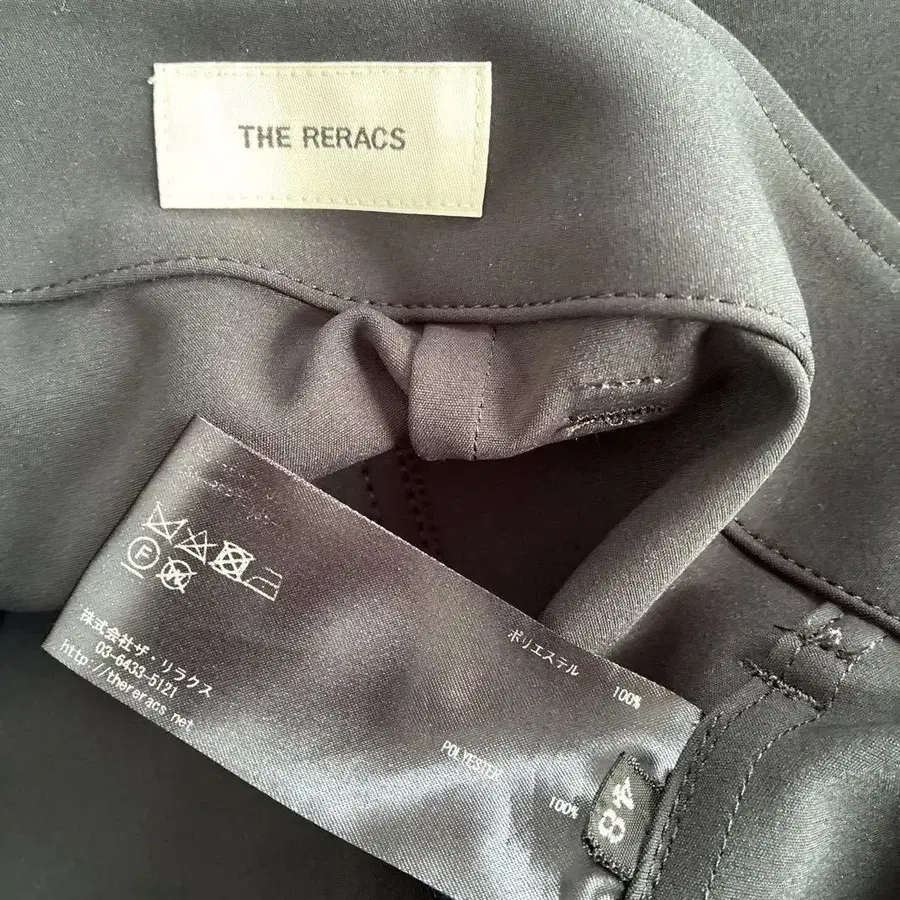 THE RERACS
F
W
株式会社ザ・リラクス
03-6433-5121
http://thereracs.net
ポリエステル
100%
POLYESTER
100%
48